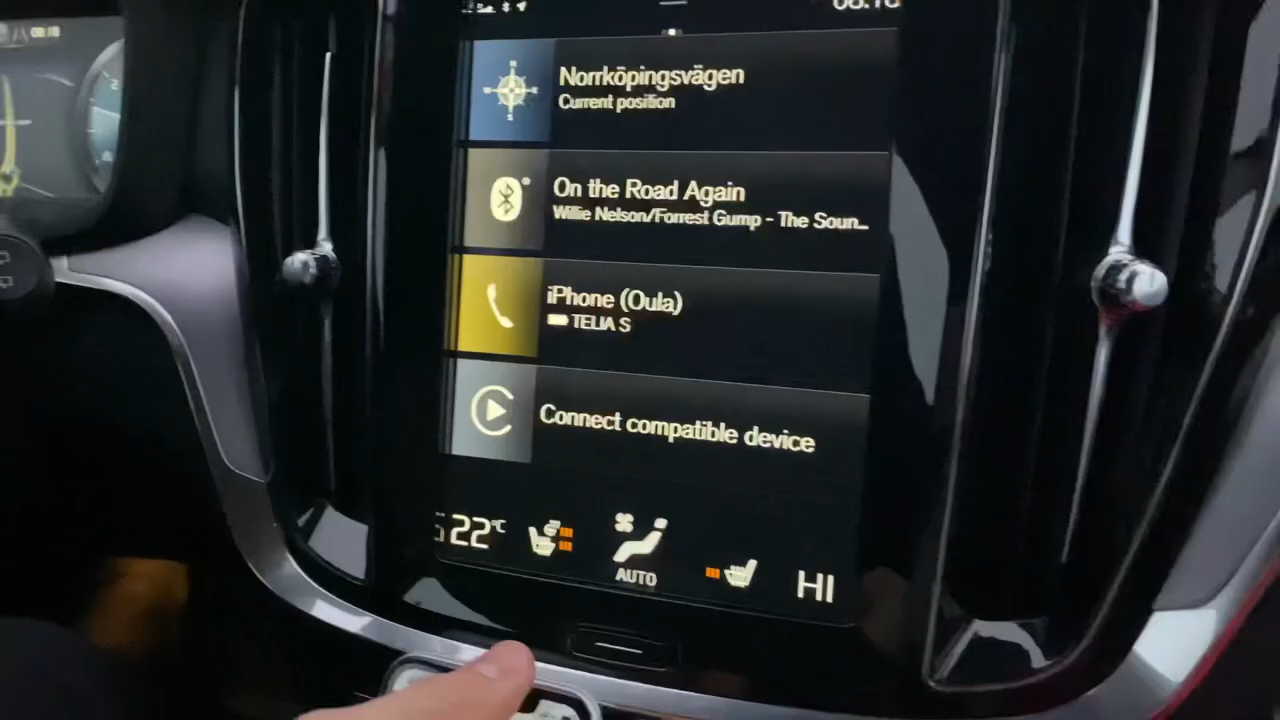 Norrköpingsvägen
Current position
On the Road Again
Willie Nelson/Forrest Gump - The Soun...
iPhone (Oula)
TELIA S
Connect compatible device
22°C
AUTO
HI